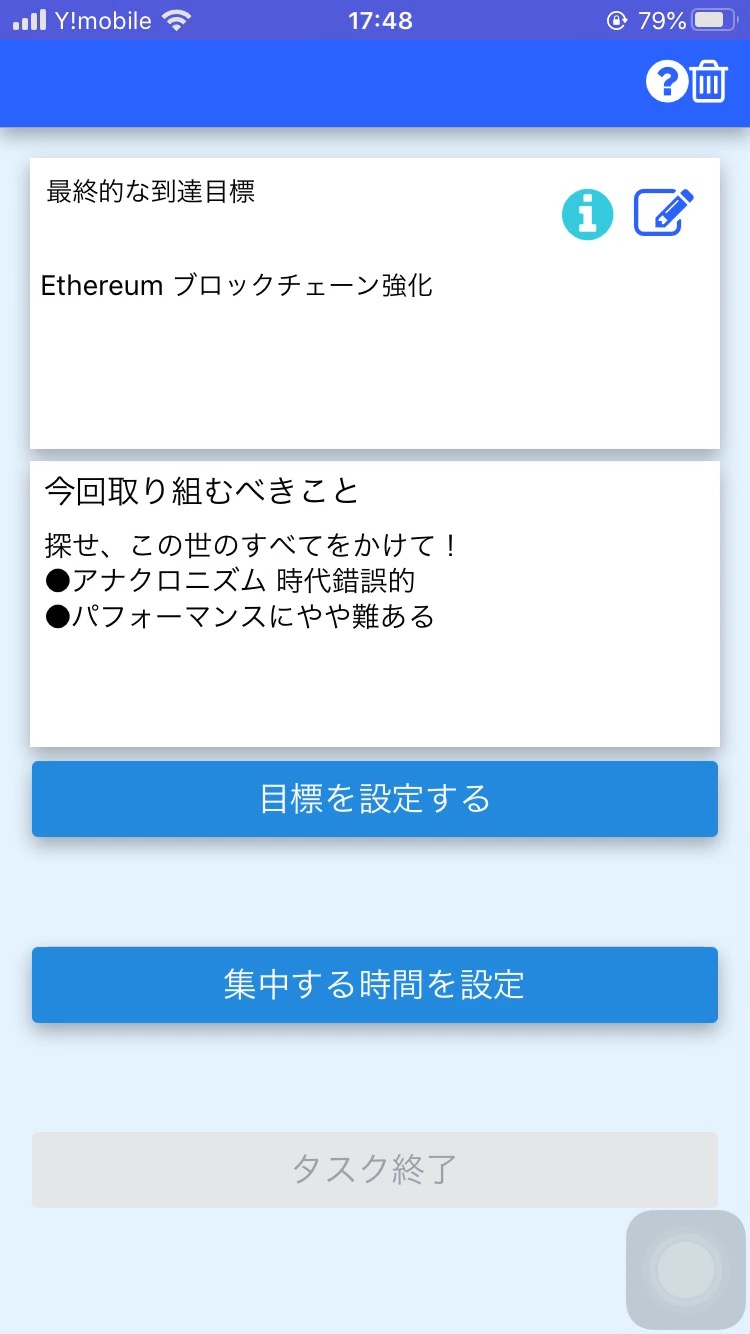 Y!mobile 17:48 79%
最終的な到達目標
Ethereum ブロックチェーン強化
今回取り組むべきこと
探せ、この世のすべてをかけて！
●アナクロニズム 時代錯誤的
●パフォーマンスにやや難ある
目標を設定する
集中する時間を設定
タスク終了